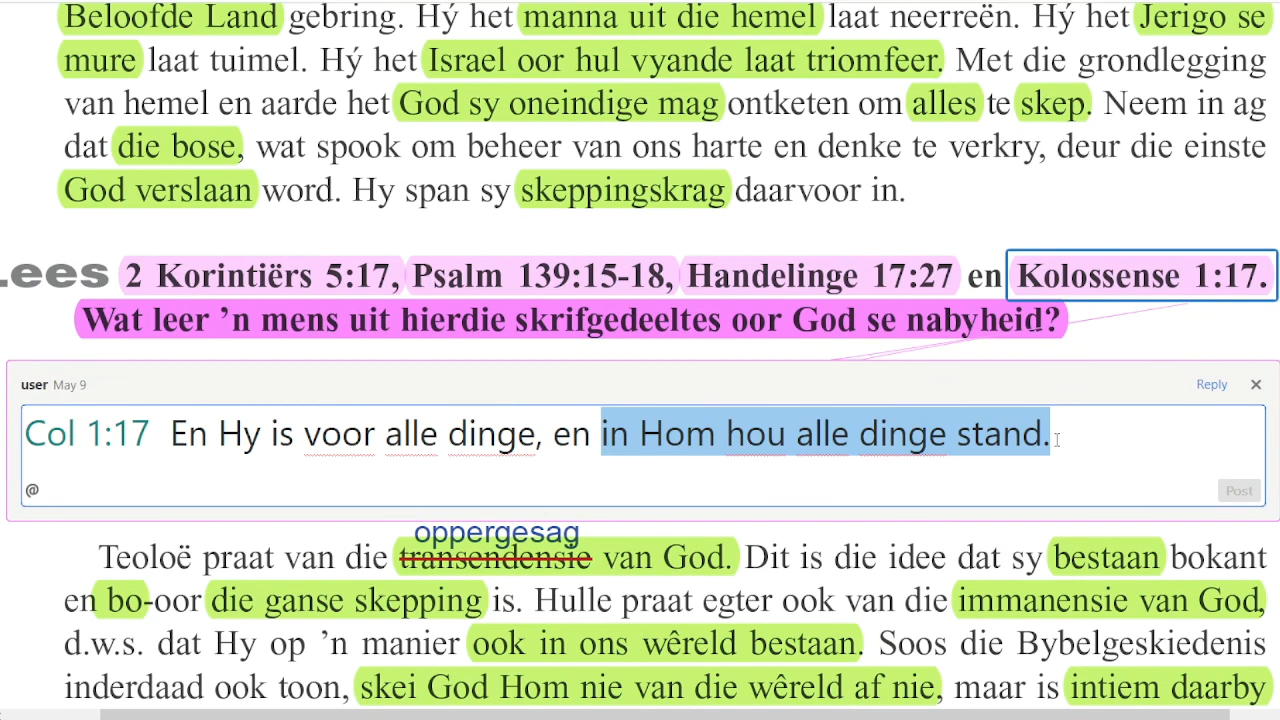 Beloofde Land gebring. Hý het manna uit die hemel laat neerreën. Hý het Jerigo se
mure laat tuimel. Hý het Israel oor hul vyande laat triomfeer. Met die grondlegging
van hemel en aarde het God sy oneindige mag ontketen om alles te skep. Neem in ag
dat die bose, wat spook om beheer van ons harte en denke te verkry, deur die einste
God verslaan word. Hy span sy skeppingskrag daarvoor in.
Lees 2 Korintiërs 5:17, Psalm 139:15-18, Handelinge 17:27 en Kolossense 1:17.
Wat leer ’n mens uit hierdie skrifgedeeltes oor God se nabyheid?
user May 9 Reply ✕
Col 1:17 En Hy is voor alle dinge, en in Hom hou alle dinge stand.
@ Post
oppergesag
Teoloë praat van die transendensie van God. Dit is die idee dat sy bestaan bokant
en bo-oor die ganse skepping is. Hulle praat egter ook van die immanensie van God,
d.w.s. dat Hy op ’n manier ook in ons wêreld bestaan. Soos die Bybelgeskiedenis
inderdaad ook toon, skei God Hom nie van die wêreld af nie, maar is intiem daarby